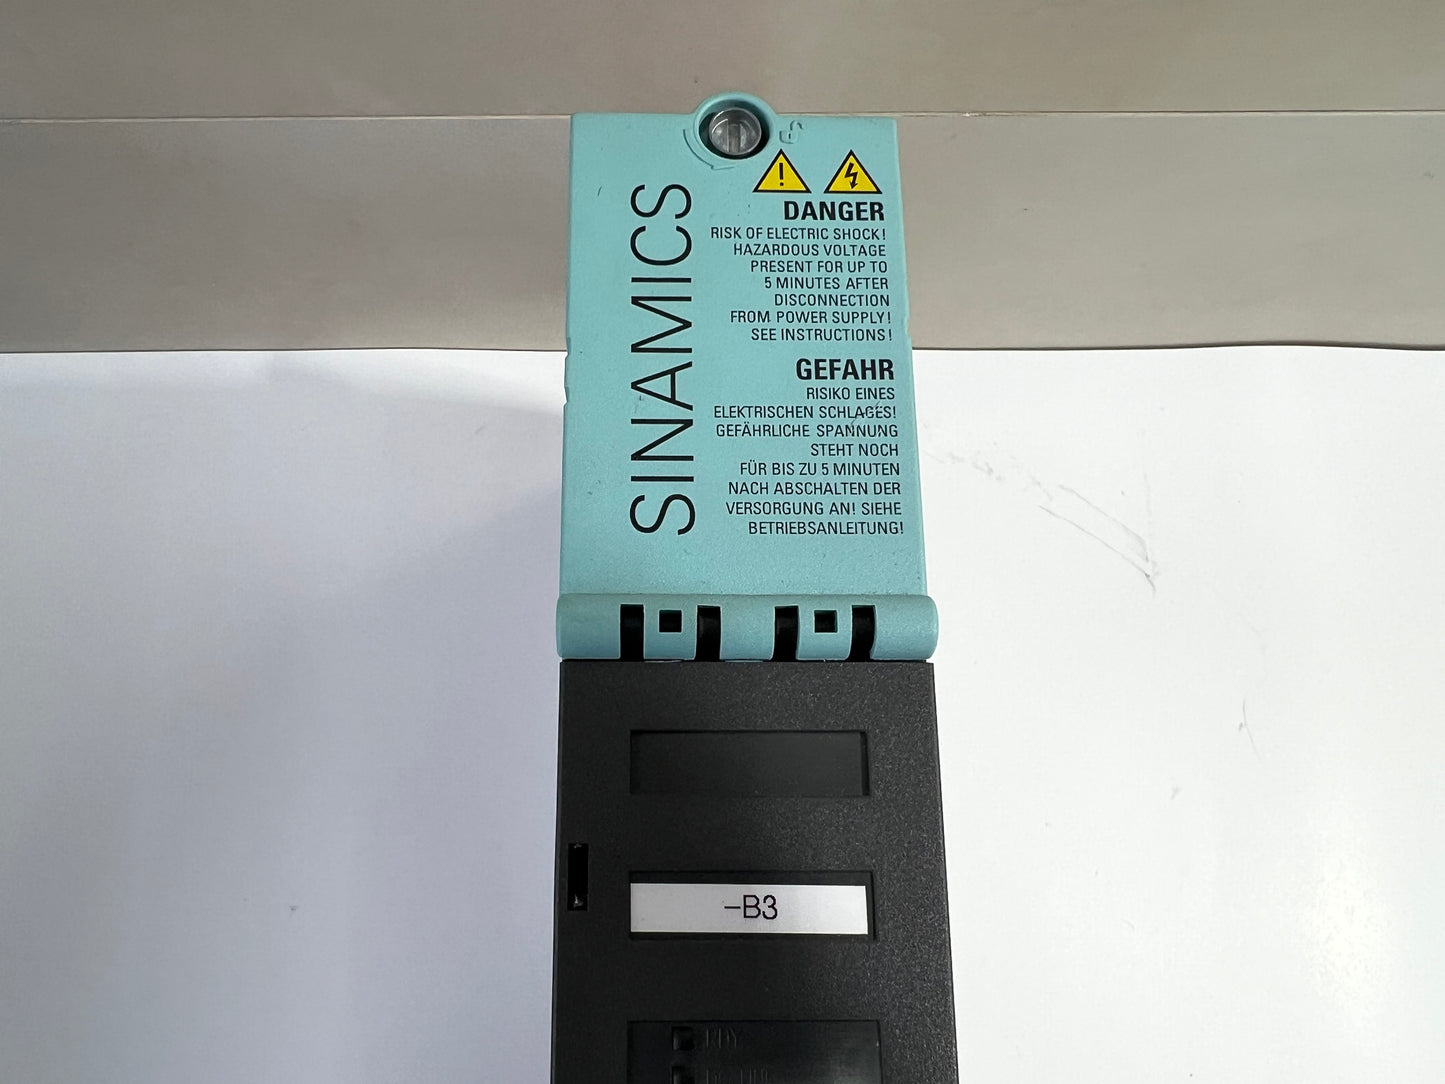 SINAMICS
DANGER
RISK OF ELECTRIC SHOCK!
HAZARDOUS VOLTAGE
PRESENT FOR UP TO
5 MINUTES AFTER
DISCONNECTION
FROM POWER SUPPLY!
SEE INSTRUCTIONS!
GEFAHR
RISIKO EINES
ELEKTRISCHEN SCHLAGES!
GEFÄHRLICHE SPANNUNG
STEHT NOCH
FÜR BIS ZU 5 MINUTEN
NACH ABSCHALTEN DER
VERSORGUNG AN! SIEHE
BETRIEBSANLEITUNG!
–B3
RDY